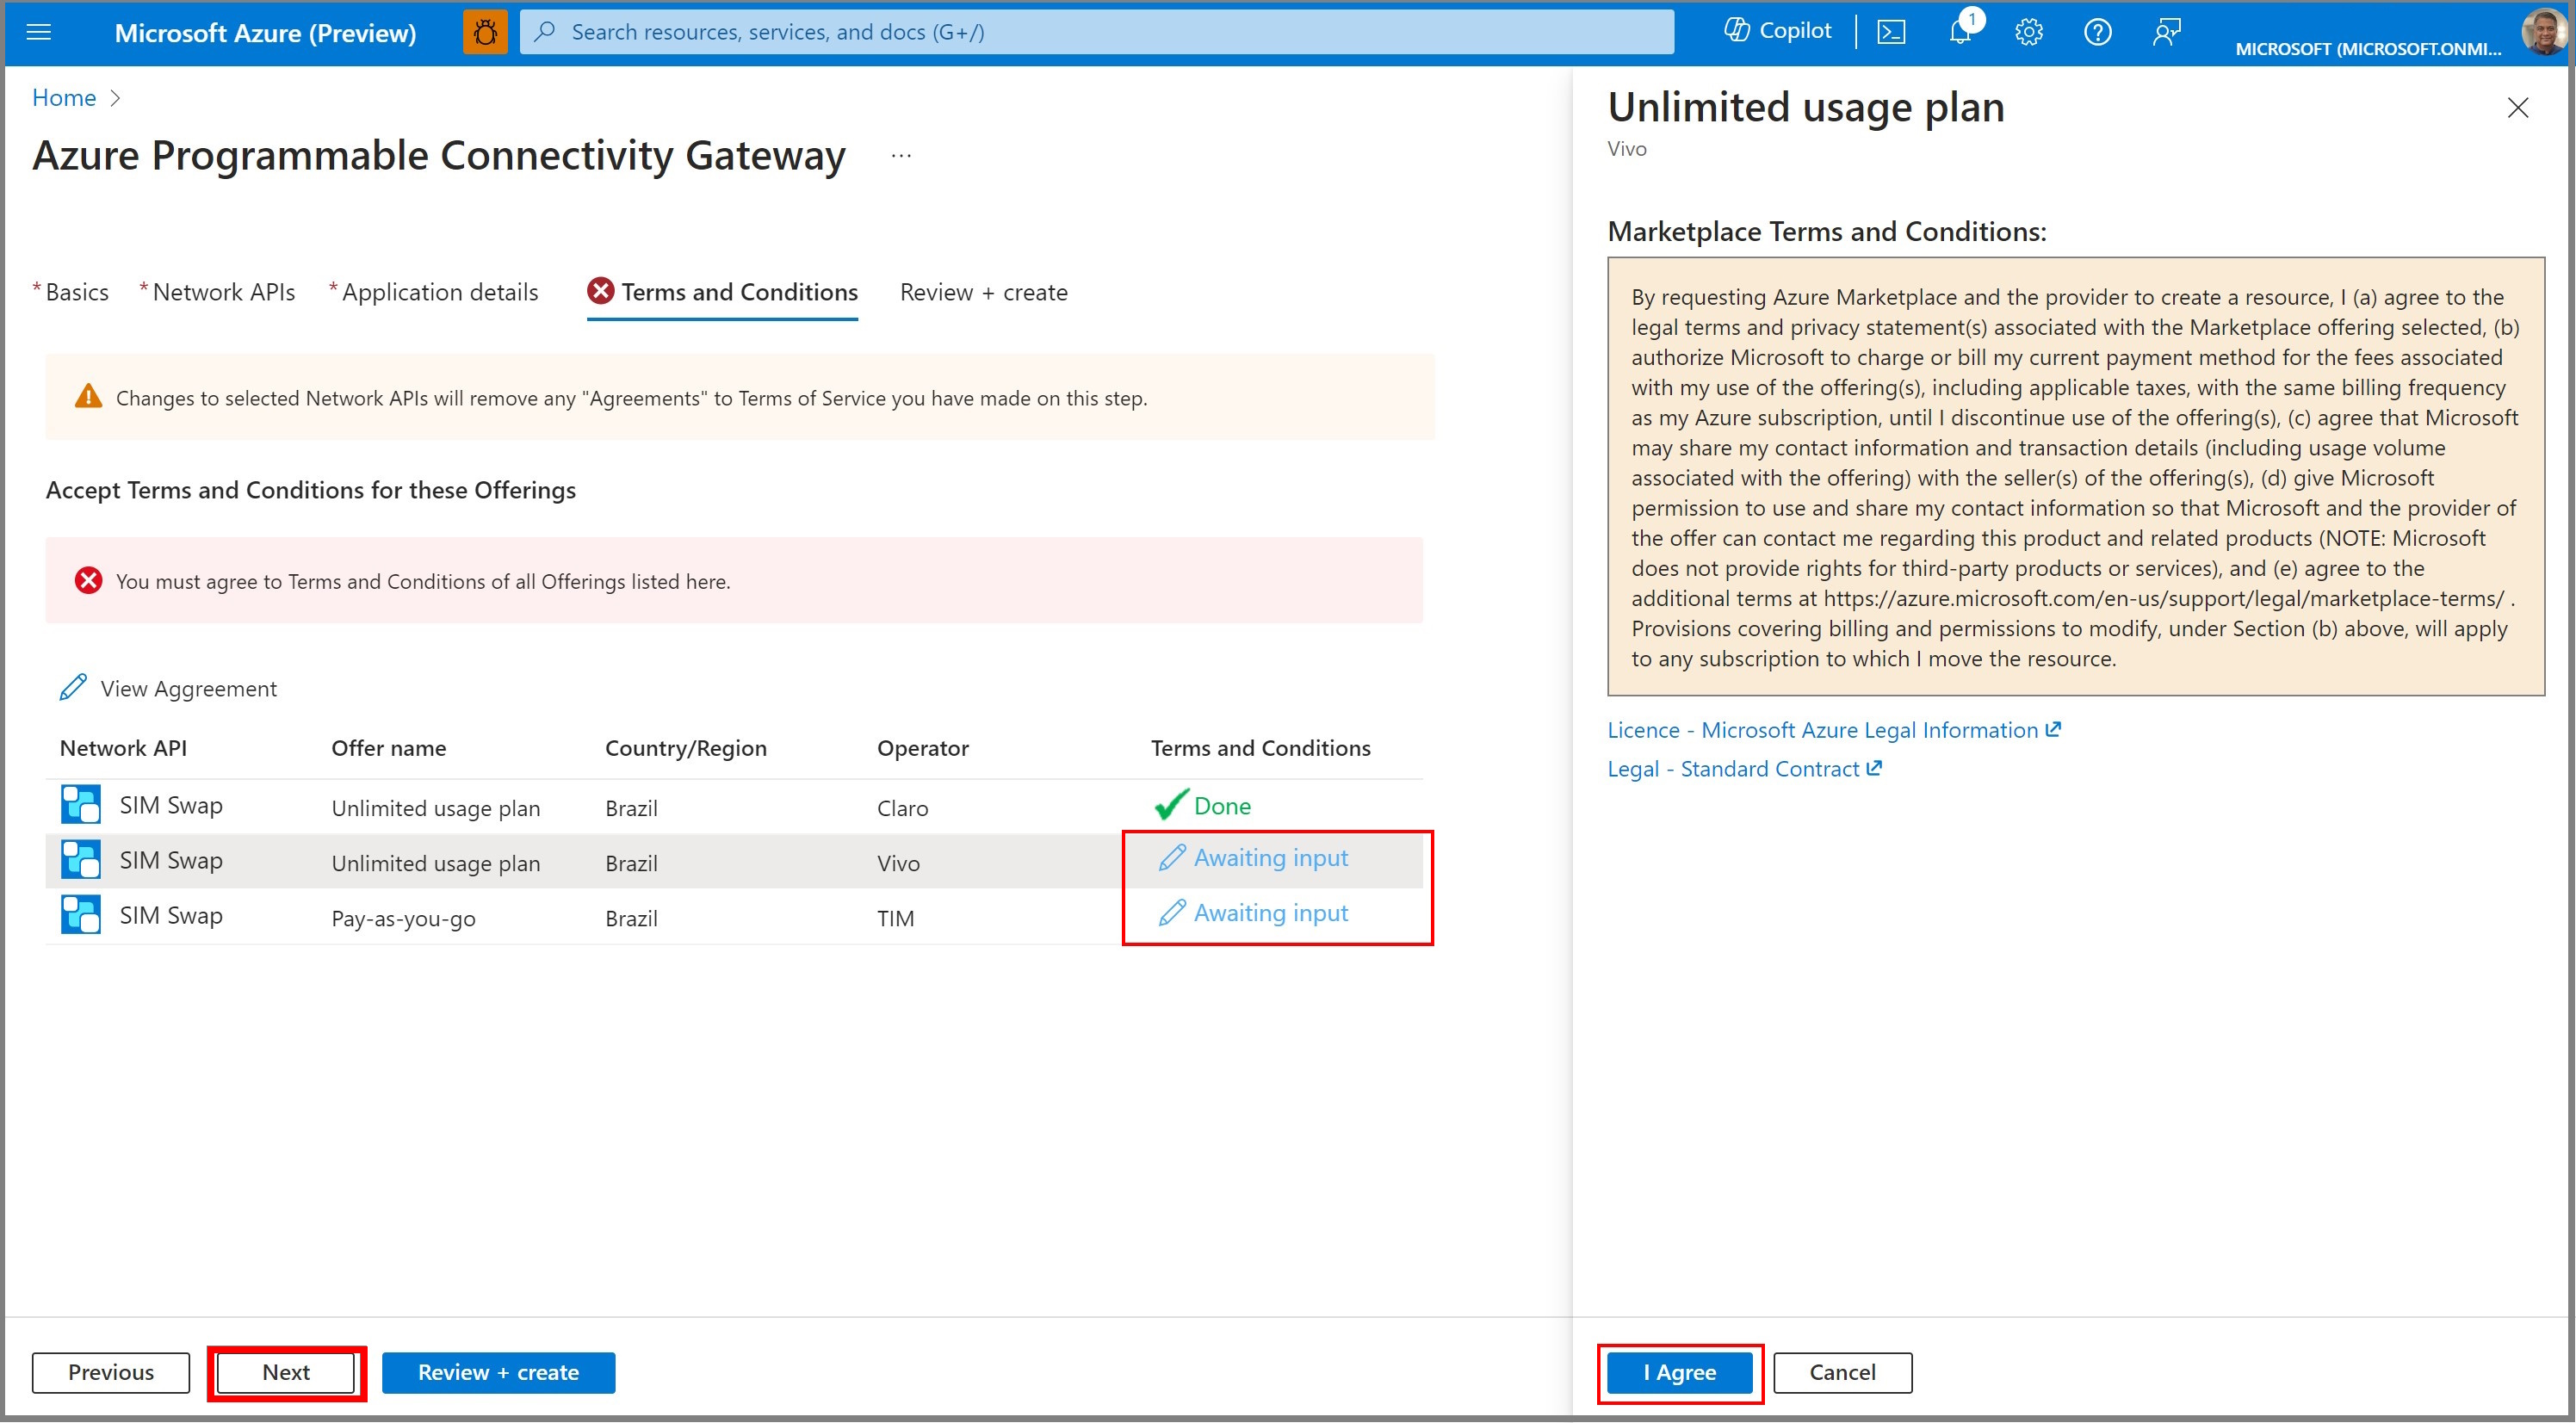 Microsoft Azure (Preview)
Search resources, services, and docs (G+/)
Copilot
1
MICROSOFT (MICROSOFT.ONMI...
Home
Azure Programmable Connectivity Gateway
...
* Basics
* Network APIs
* Application details
Terms and Conditions
Review + create
Changes to selected Network APIs will remove any "Agreements" to Terms of Service you have made on this step.
Accept Terms and Conditions for these Offerings
You must agree to Terms and Conditions of all Offerings listed here.
View Aggreement
Network API Offer name Country/Region Operator Terms and Conditions
SIM Swap Unlimited usage plan Brazil Claro Done
SIM Swap Unlimited usage plan Brazil Vivo Awaiting input
SIM Swap Pay-as-you-go Brazil TIM Awaiting input
Previous
Next
Review + create
Unlimited usage plan
Vivo
Marketplace Terms and Conditions:
By requesting Azure Marketplace and the provider to create a resource, I (a) agree to the
legal terms and privacy statement(s) associated with the Marketplace offering selected, (b)
authorize Microsoft to charge or bill my current payment method for the fees associated
with my use of the offering(s), including applicable taxes, with the same billing frequency
as my Azure subscription, until I discontinue use of the offering(s), (c) agree that Microsoft
may share my contact information and transaction details (including usage volume
associated with the offering) with the seller(s) of the offering(s), (d) give Microsoft
permission to use and share my contact information so that Microsoft and the provider of
the offer can contact me regarding this product and related products (NOTE: Microsoft
does not provide rights for third-party products or services), and (e) agree to the
additional terms at https://azure.microsoft.com/en-us/support/legal/marketplace-terms/ .
Provisions covering billing and permissions to modify, under Section (b) above, will apply
to any subscription to which I move the resource.
Licence - Microsoft Azure Legal Information
Legal - Standard Contract
I Agree
Cancel